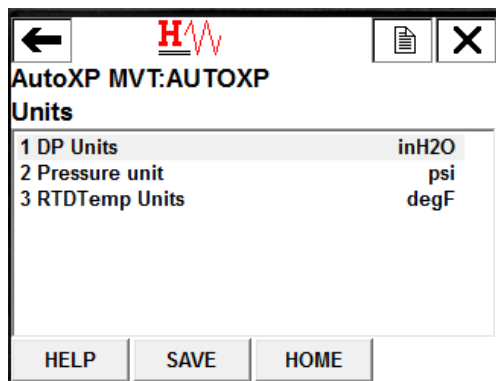 H
AutoXP MVT:AUTOXP
Units
1 DP Units inH2O
2 Pressure unit psi
3 RTDTemp Units degF
HELP SAVE HOME